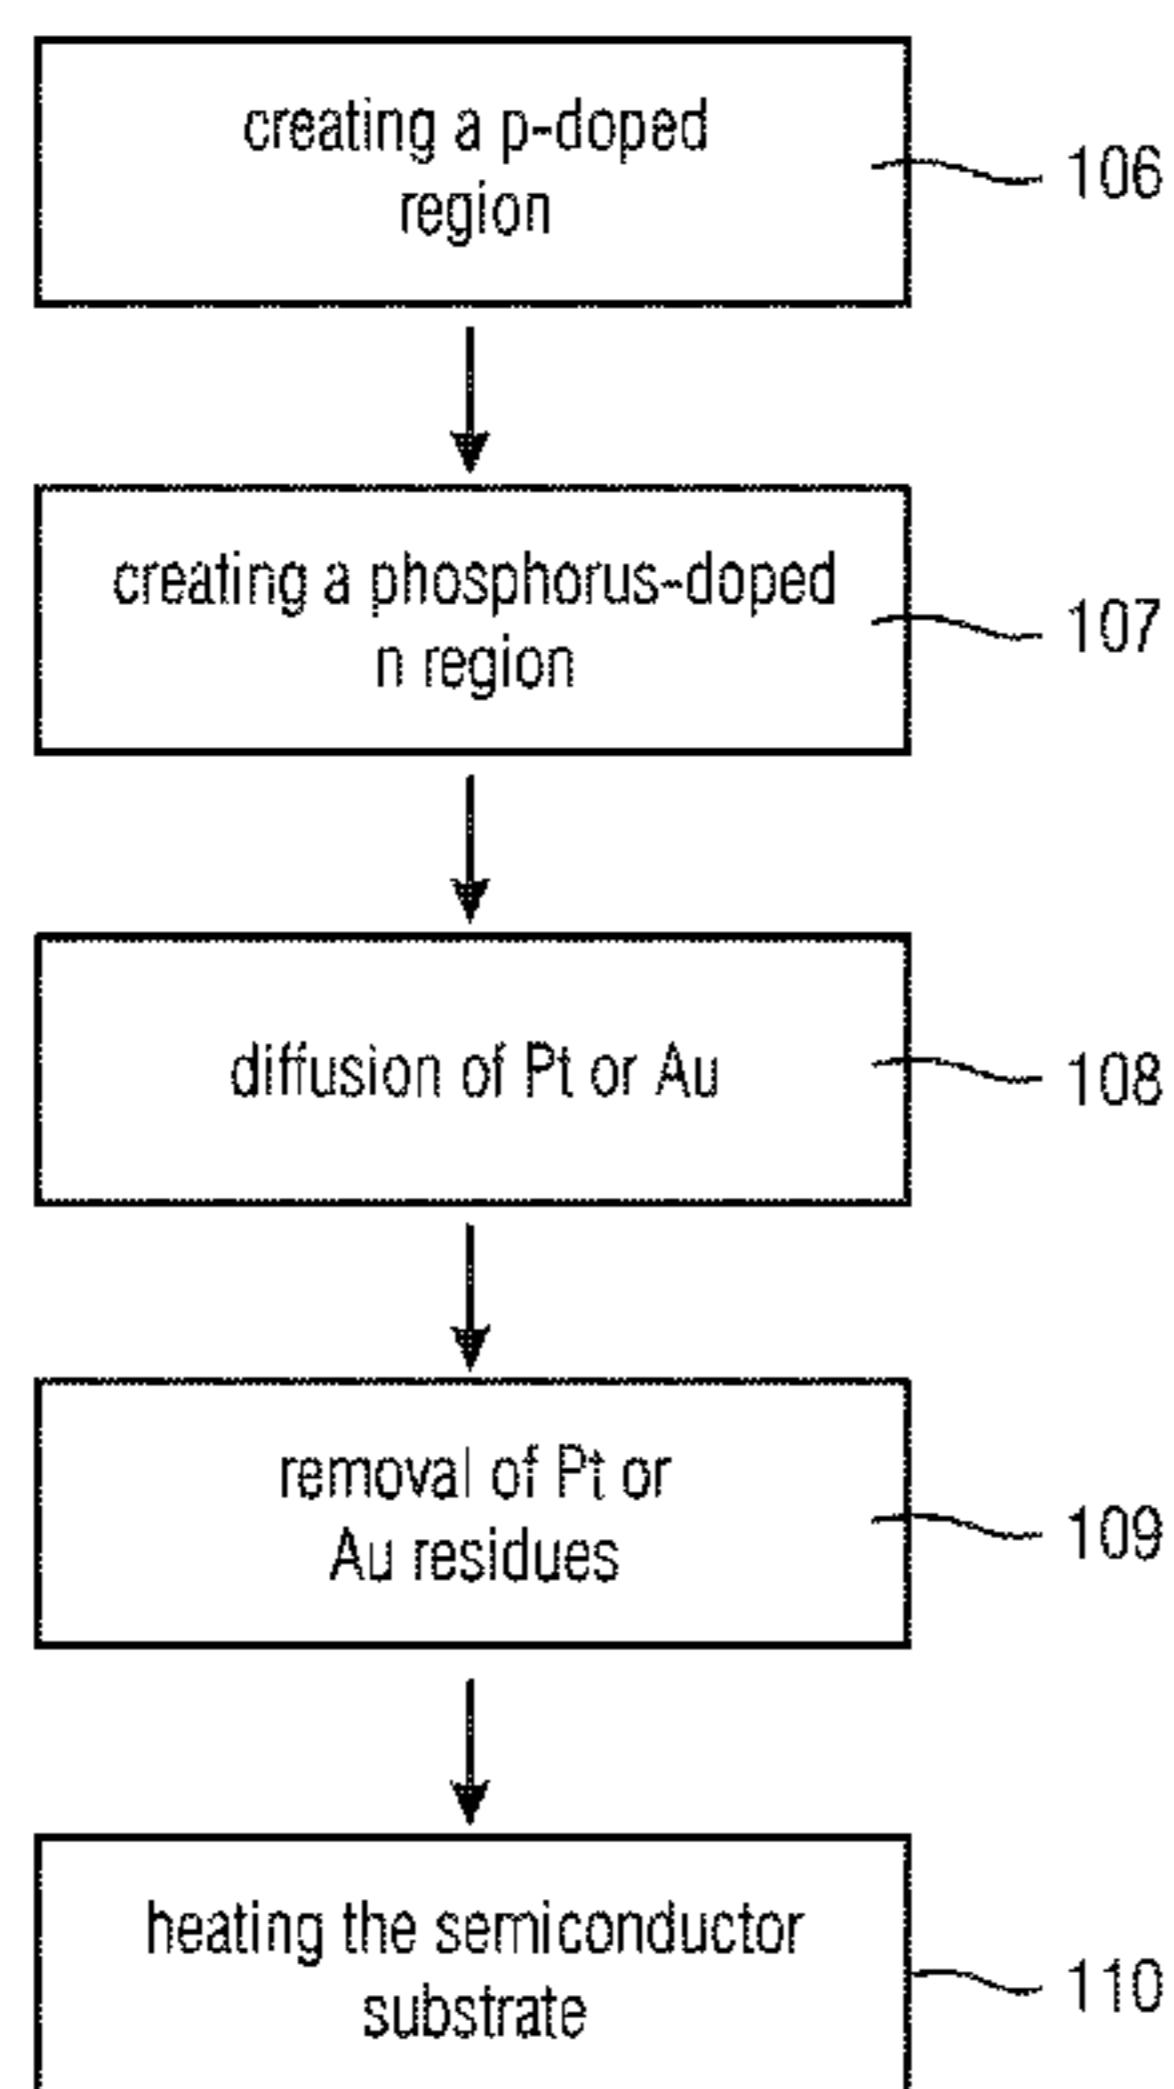 creating a p-doped
region
106
creating a phosphorus-doped
n region
107
diffusion of Pt or Au
108
removal of Pt or
Au residues
109
heating the semiconductor
substrate
110